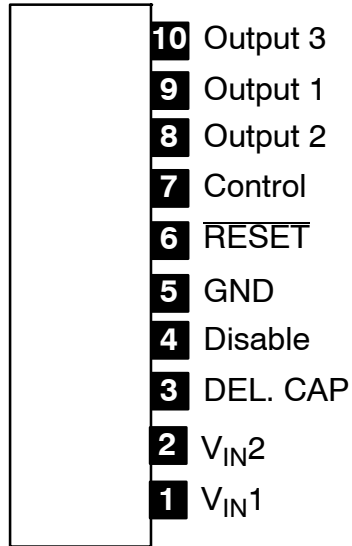 10 Output 3
9 Output 1
8 Output 2
7 Control
6 RESET
5 GND
4 Disable
3 DEL. CAP
2 VIN2
1 VIN1